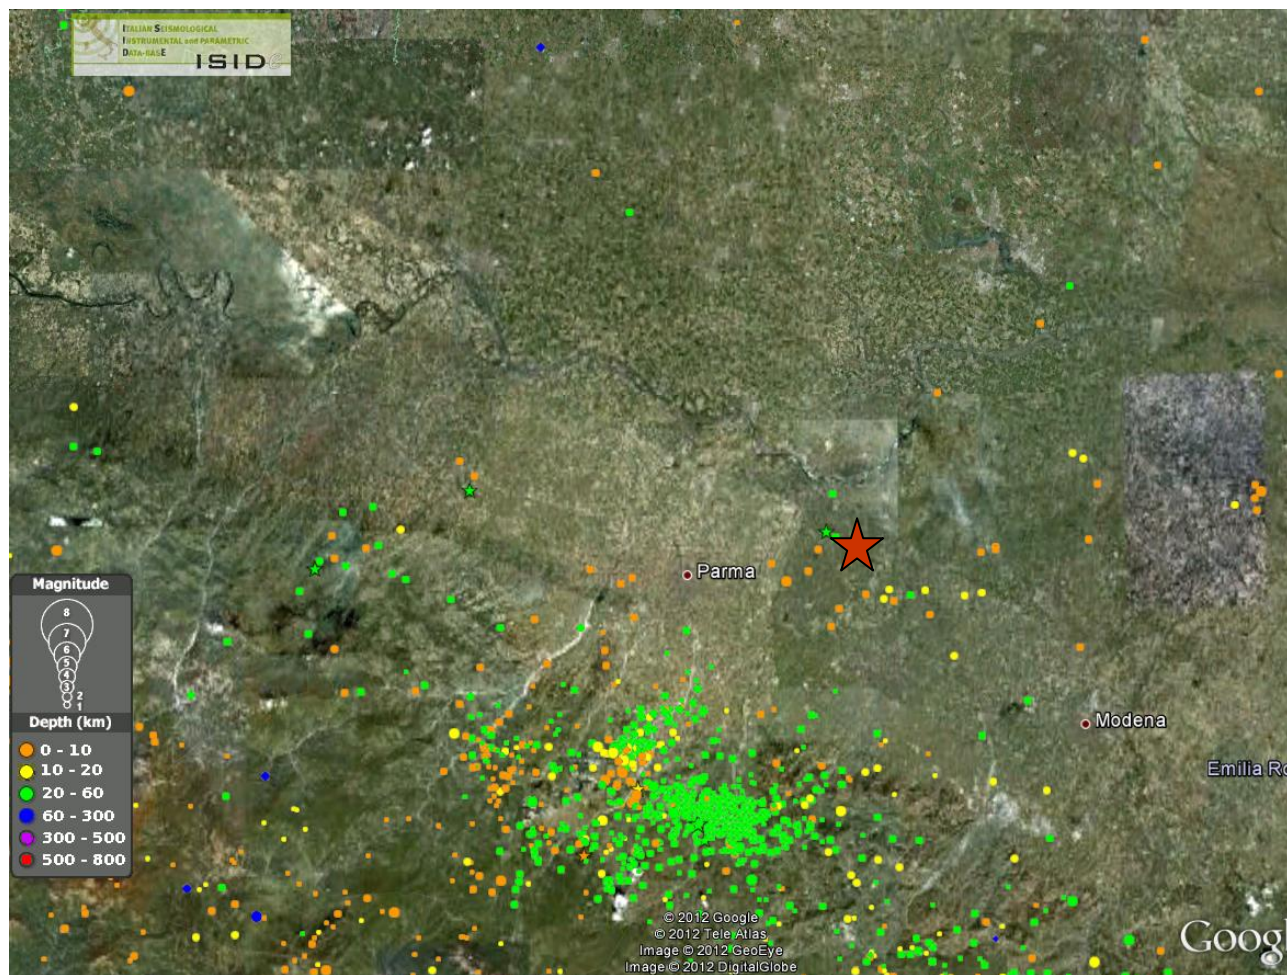 ITALIAN SEISMOLOGICAL
INSTRUMENTAL and PARAMETRIC
DATA-BASE
ISIDe
Parma
Magnitude
8
7
6
5
4
3
2
1
Modena
Depth (km)
0 - 10
10 - 20
20 - 60
60 - 300
300 - 500
500 - 800
Emilia Ro
© 2012 Google
© 2012 Tele Atlas
Image © 2012 GeoEye
Image © 2012 DigitalGlobe
Goog